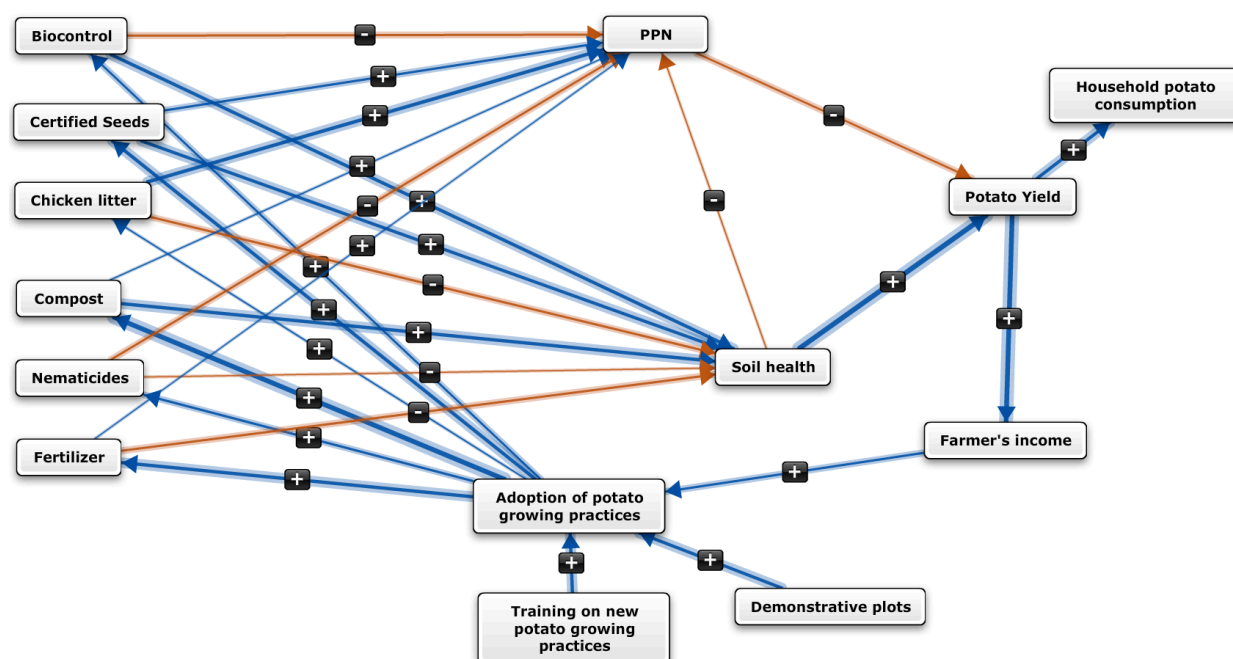 Biocontrol
-
PPN
+
Household potato
consumption
Certified Seeds
+
-
+
Chicken litter
+
-
+
-
Potato Yield
+
+
+
-
+
Compost
+
+
+
+
+
Nematicides
-
Soil health
+
-
Fertilizer
+
Farmer's income
+
+
Adoption of potato
growing practices
+
+
Training on new
potato growing
practices
Demonstrative plots